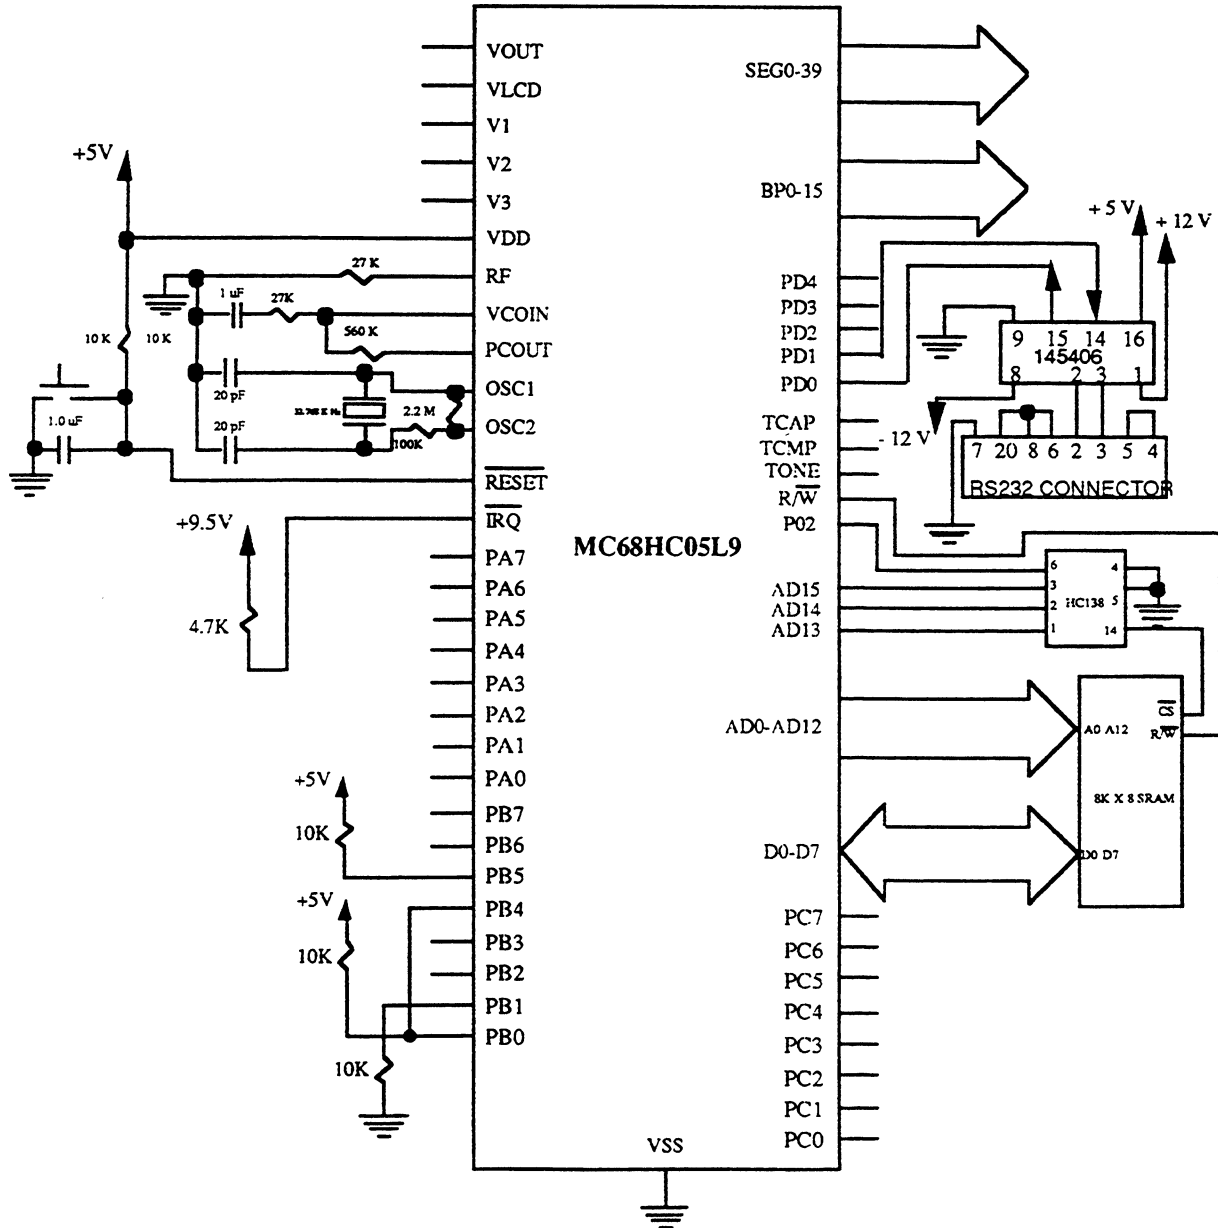 VOUT
VLCD
V1
V2
V3
VDD
RF
VCOIN
PCOUT
OSC1
OSC2
RESET
IRQ
PA7
PA6
PA5
PA4
PA3
PA2
PA1
PA0
PB7
PB6
PB5
PB4
PB3
PB2
PB1
PB0
+5V
27 K
1 uF
27K
560 K
10 K
10 K
20 pF
2.2 M
20 pF
100K
1.0 uF
+9.5V
4.7K
+5V
10K
+5V
10K
10K
MC68HC05L9
VSS
SEG0-39
BP0-15
PD4
PD3
PD2
PD1
PD0
TCAP
TCMP
TONE
R/W
P02
AD15
AD14
AD13
AD0-AD12
D0-D7
PC7
PC6
PC5
PC4
PC3
PC2
PC1
PC0
+ 5 V
+ 12 V
9 15 14 16
145406
8 2 3 1
- 12 V
7 20 8 6 2 3 5 4
RS232 CONNECTOR
6 4
3 5
HC138
2
1 14
CS
A0 A12 R/W
8K X 8 SRAM
D0 D7